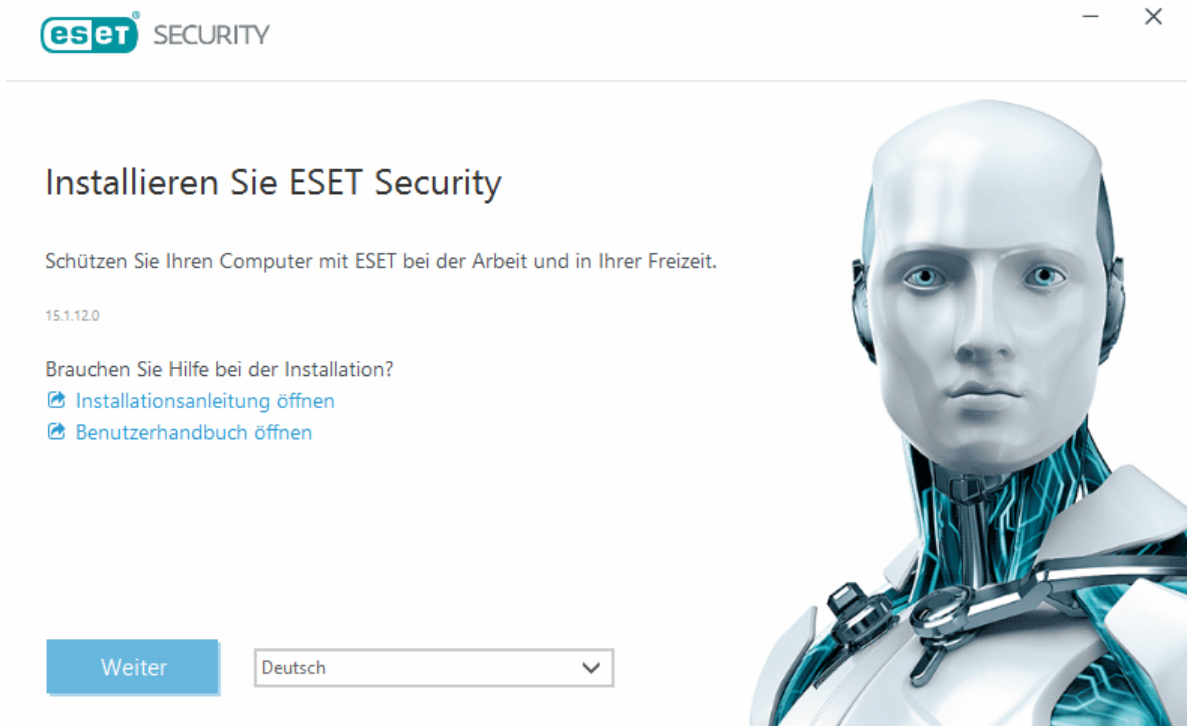 eset® SECURITY
Installieren Sie ESET Security
Schützen Sie Ihren Computer mit ESET bei der Arbeit und in Ihrer Freizeit.
15.1.12.0
Brauchen Sie Hilfe bei der Installation?
Installationsanleitung öffnen
Benutzerhandbuch öffnen
Weiter
Deutsch